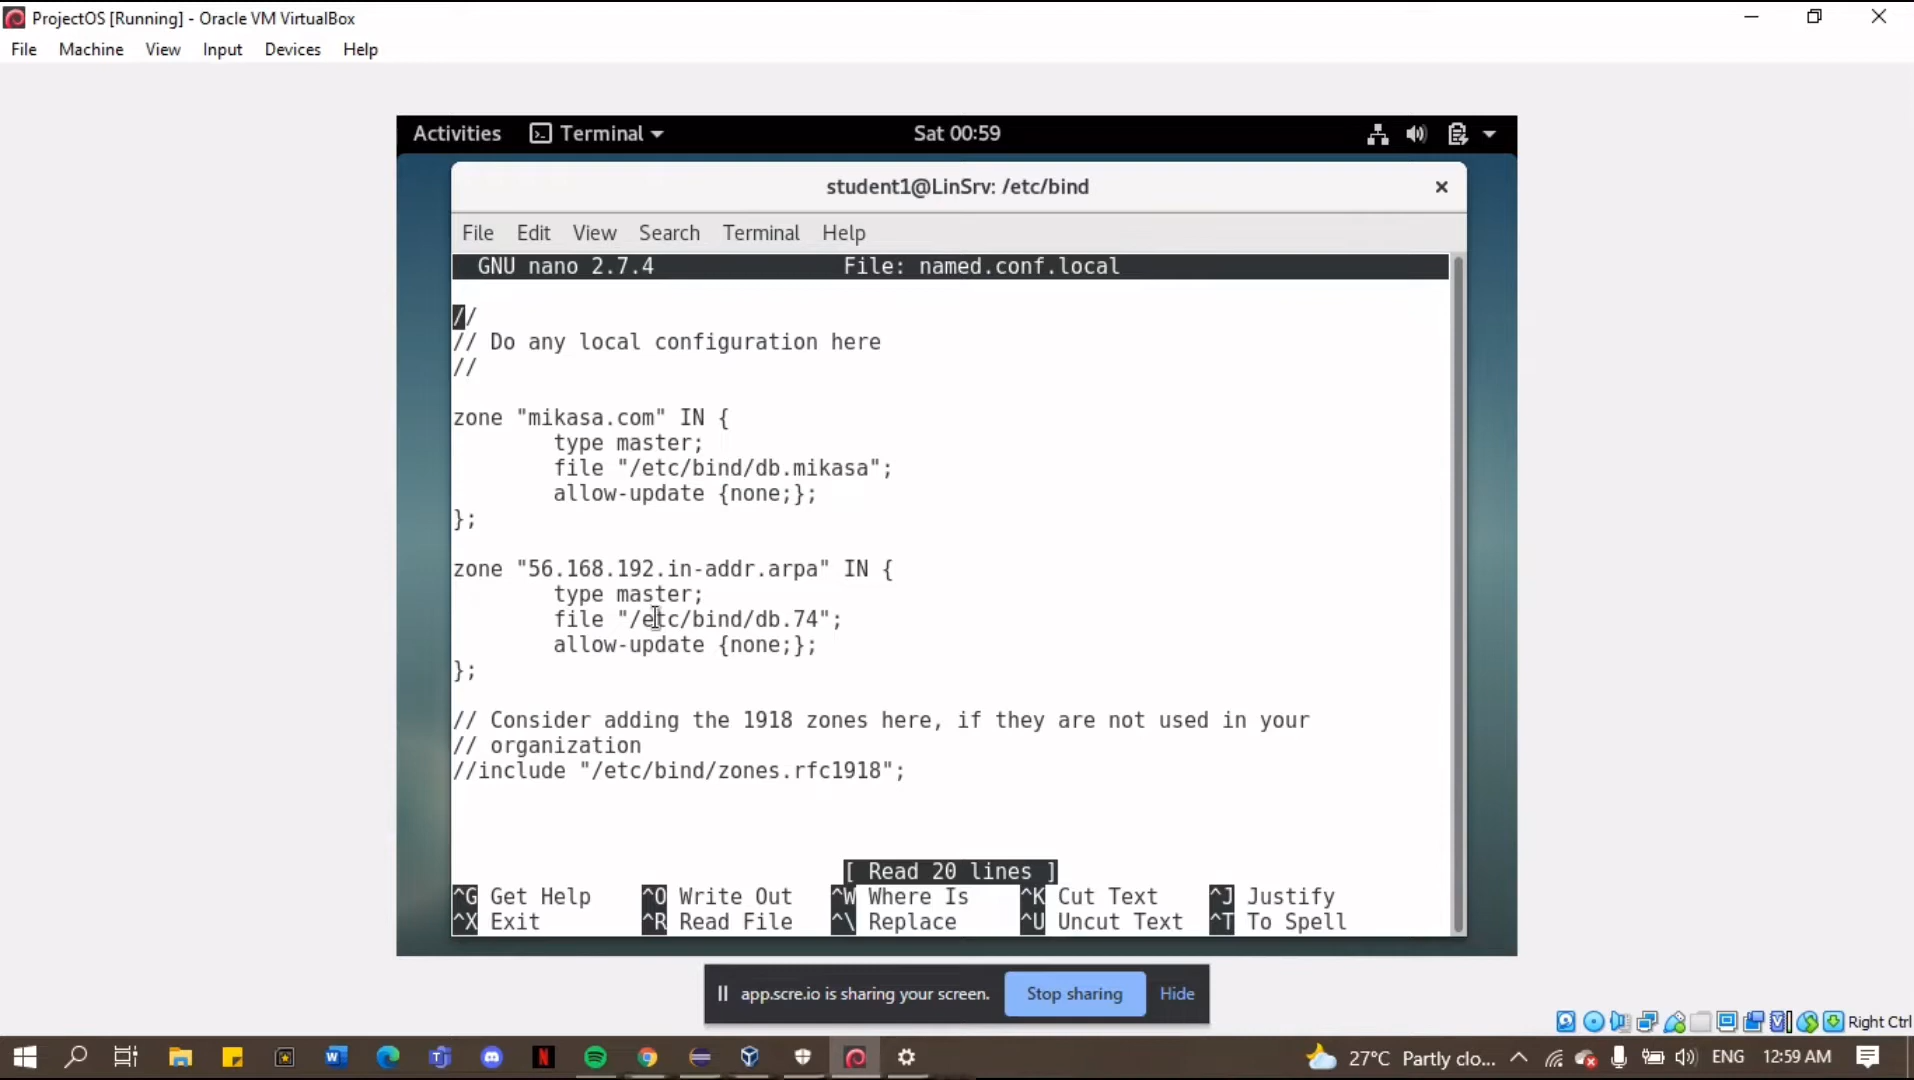 ProjectOS [Running] - Oracle VM VirtualBox
File Machine View Input Devices Help
Activities Terminal Sat 00:59
student1@LinSrv: /etc/bind
File Edit View Search Terminal Help
GNU nano 2.7.4 File: named.conf.local
//
// Do any local configuration here
//
zone "mikasa.com" IN {
type master;
file "/etc/bind/db.mikasa";
allow-update {none;};
};
zone "56.168.192.in-addr.arpa" IN {
type master;
file "/etc/bind/db.74";
allow-update {none;};
};
// Consider adding the 1918 zones here, if they are not used in your
// organization
//include "/etc/bind/zones.rfc1918";
[ Read 20 lines ]
^G Get Help ^O Write Out ^W Where Is ^K Cut Text ^J Justify
^X Exit ^R Read File ^\ Replace ^U Uncut Text ^T To Spell
app.scre.io is sharing your screen. Stop sharing Hide
Right Ctrl
27°C Partly clo... ENG 12:59 AM